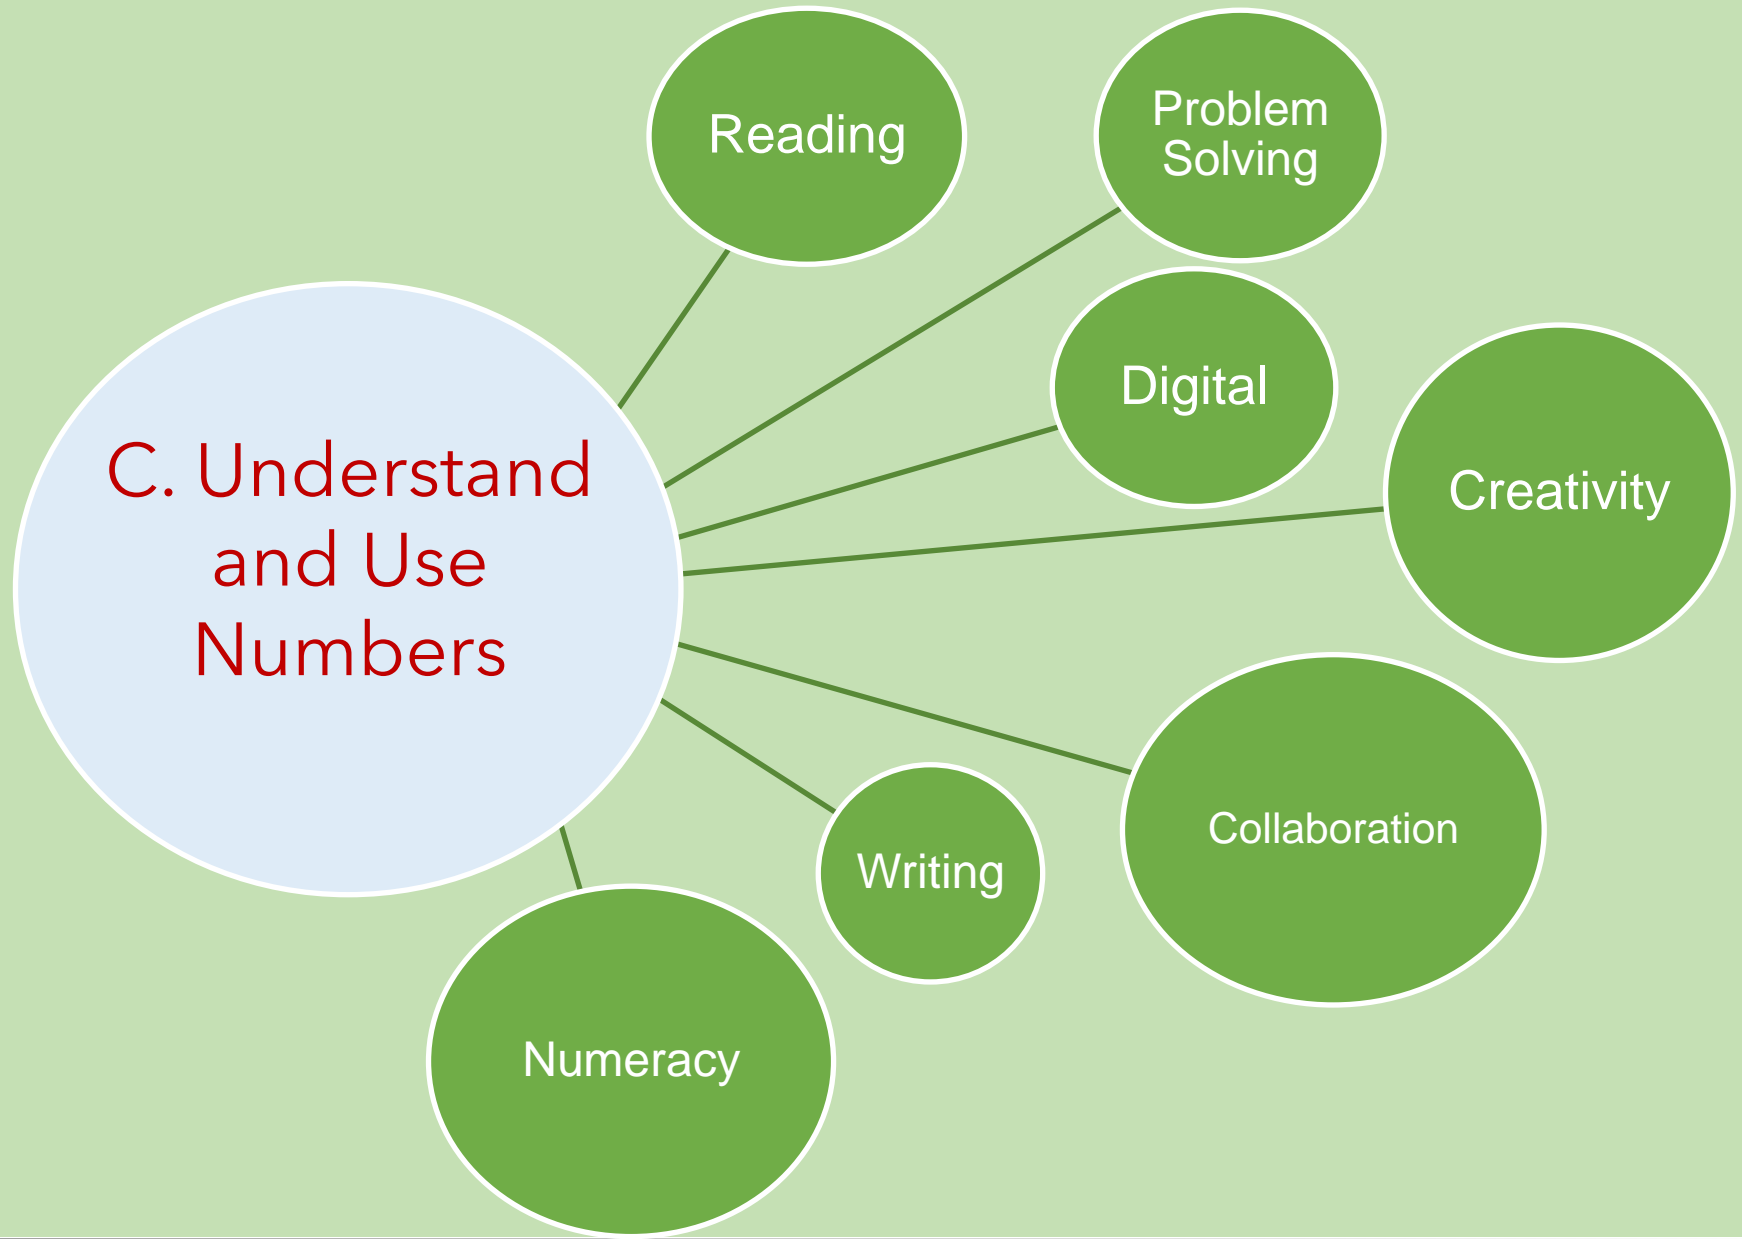 Reading
Problem
Solving
Digital
Creativity
C. Understand
and Use
Numbers
Collaboration
Writing
Numeracy